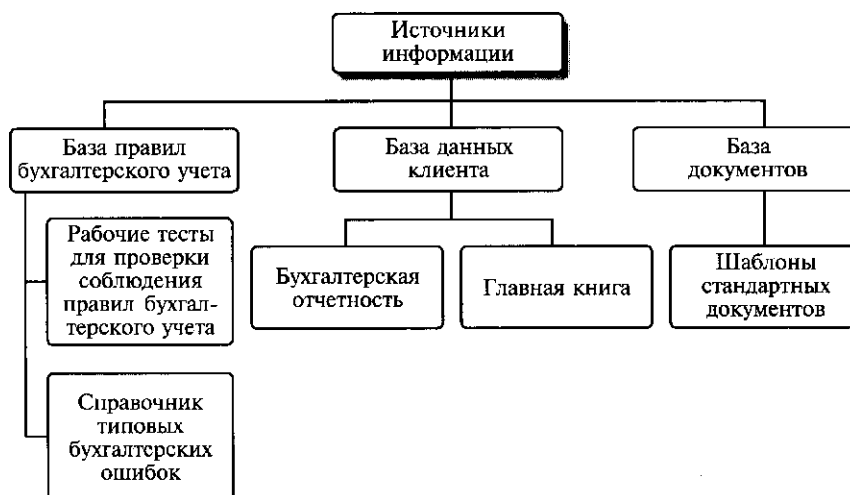 Источники
информации
База правил
бухгалтерского учета
База данных
клиента
База
документов
Рабочие тесты
для проверки
соблюдения
правил бухгал-
терского учета
Бухгалтерская
отчетность
Главная книга
Шаблоны
стандартных
документов
Справочник
типовых
бухгалтерских
ошибок